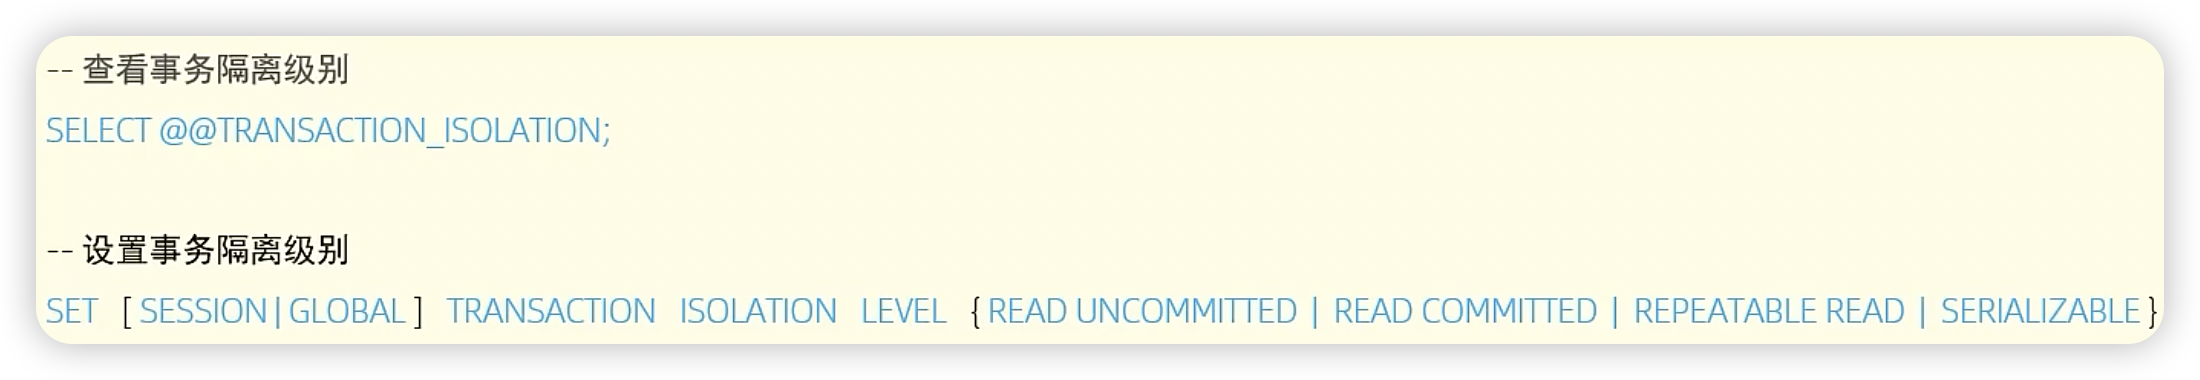 -- 查看事务隔离级别
SELECT @@TRANSACTION_ISOLATION;
-- 设置事务隔离级别
SET [ SESSION | GLOBAL ] TRANSACTION ISOLATION LEVEL { READ UNCOMMITTED | READ COMMITTED | REPEATABLE READ | SERIALIZABLE }